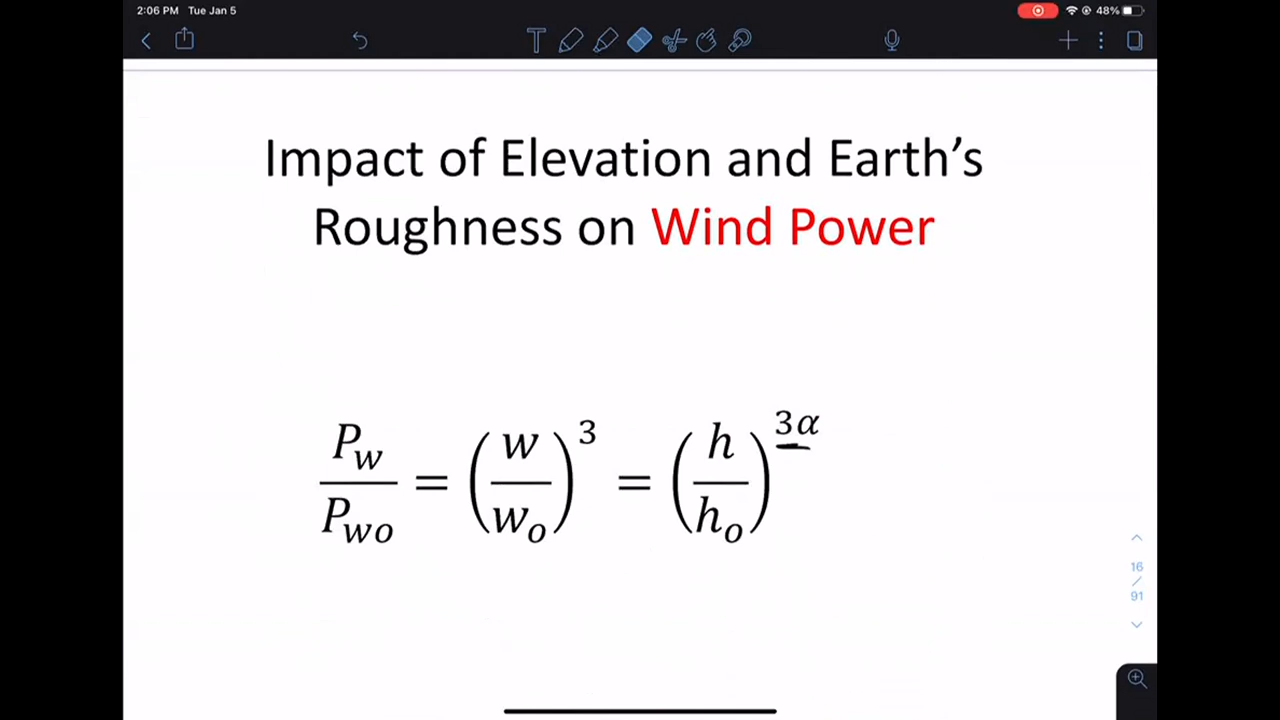 2:06 PM Tue Jan 5
48%
T
Impact of Elevation and Earth's
Roughness on Wind Power
P_w / P_wo = (w / w_o)^3 = (h / h_o)^3α
16
/
91